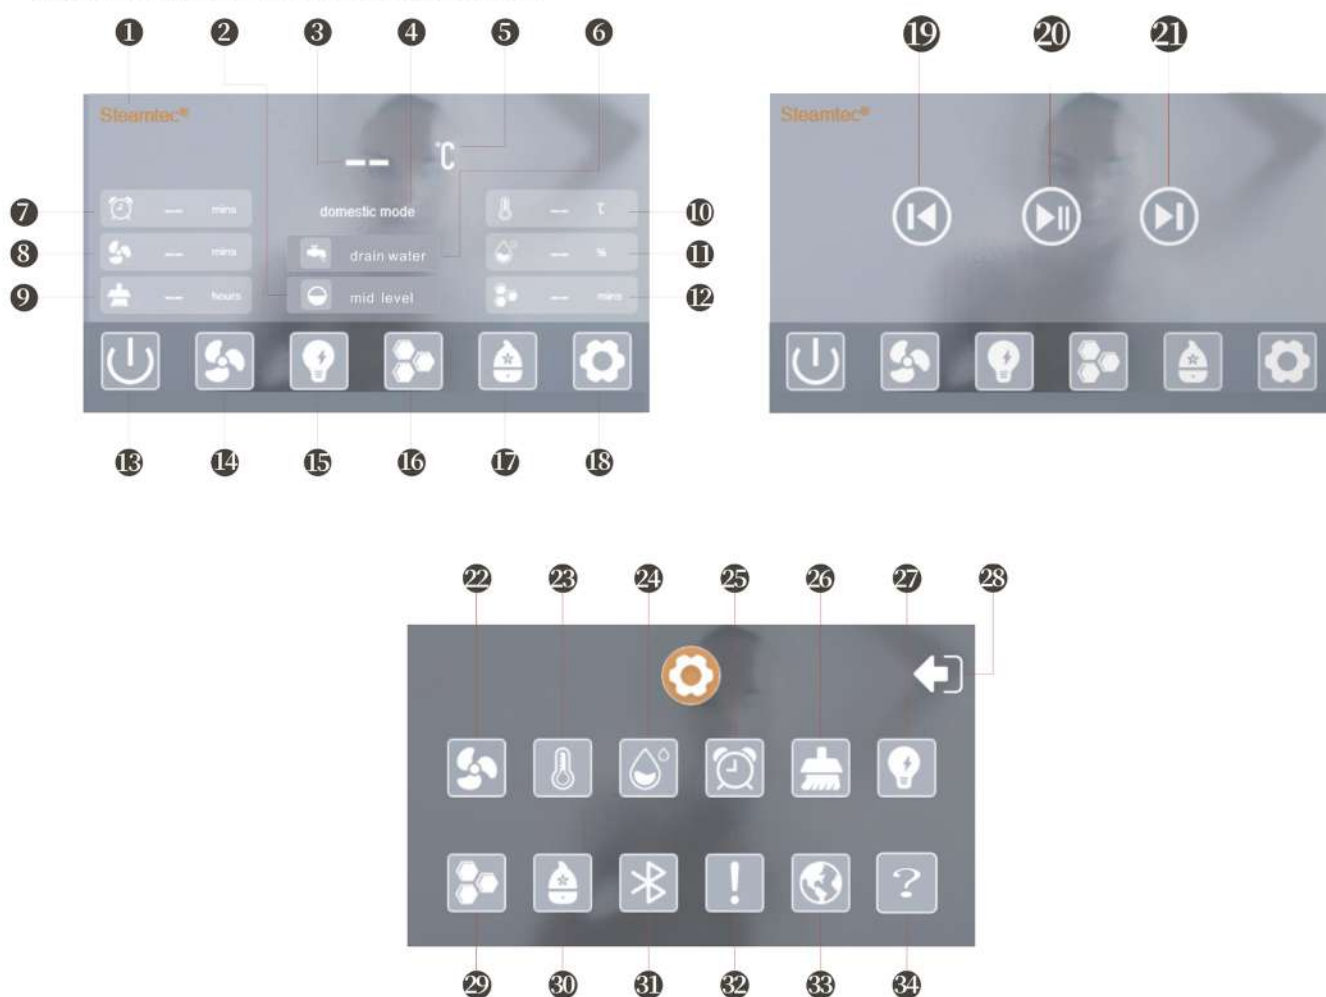 1 2 3 4 5 6
19 20 21
Steamtec®
Steamtec®
-- °C
7 -- mins
domestic mode
-- ℃ 10
8 -- mins
drain water
-- % 11
9 -- hours
mid level
-- mins 12
13 14 15 16 17 18
22 23 24 25 26 27 28
?
29 30 31 32 33 34